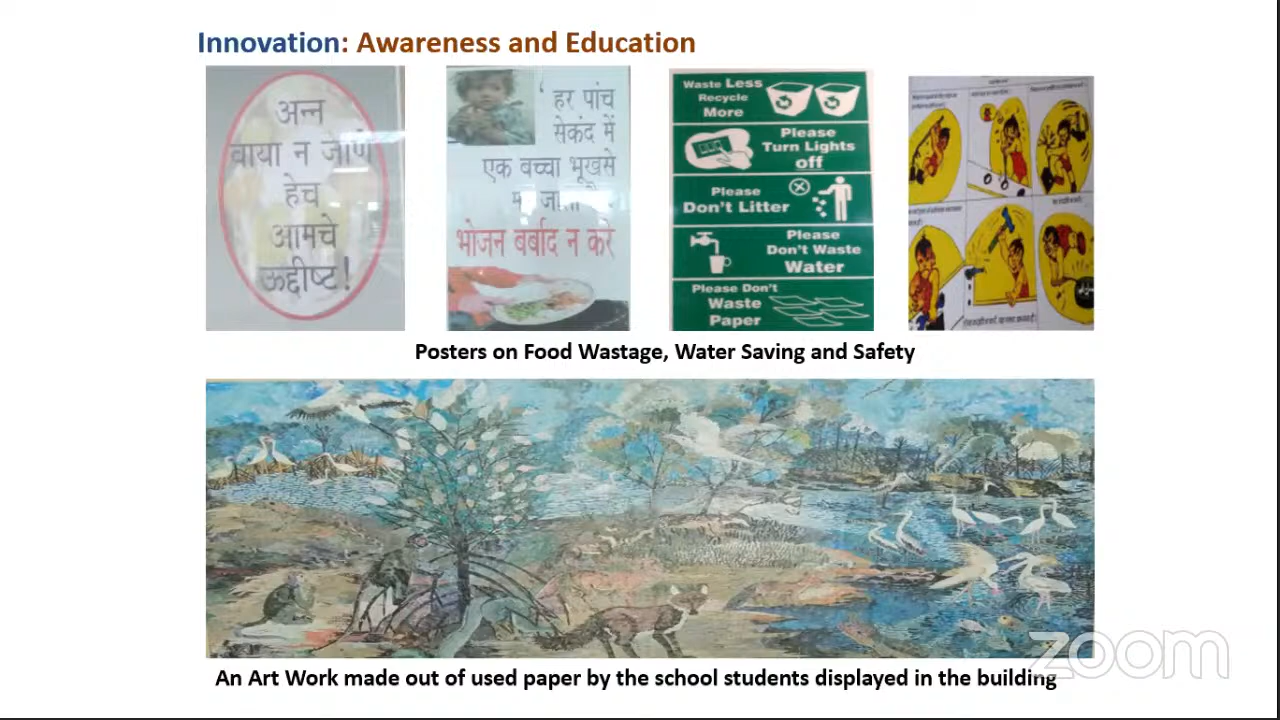 Innovation: Awareness and Education
अन्न
वाया न जाणे
हेच
आमचे
उद्दीष्ट!
हर पांच
सेकंद में
एक बच्चा भूखसे
भोजन बर्बाद न करे
Waste Less
Recycle
More
Please
Turn Lights
off
Please
Don't Litter
Please
Don't Waste
Water
Please Don't
Waste
Paper
Posters on Food Wastage, Water Saving and Safety
An Art Work made out of used paper by the school students displayed in the building
zoom